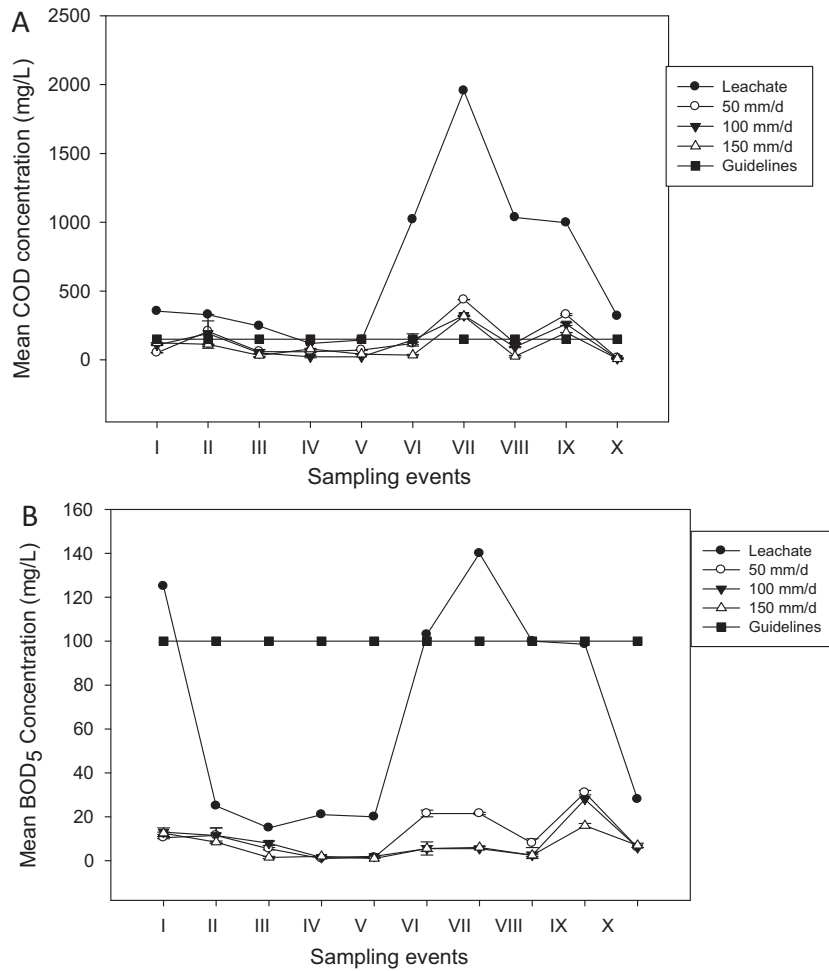 A
Mean COD concentration (mg/L)
2500
2000
1500
1000
500
0
I II III IV V VI VII VIII IX X
Sampling events
Leachate
50 mm/d
100 mm/d
150 mm/d
Guidelines
B
Mean BOD5 Concentration (mg/L)
160
140
120
100
80
60
40
20
0
I II III IV V VI VII VIII IX X
Sampling events
Leachate
50 mm/d
100 mm/d
150 mm/d
Guidelines